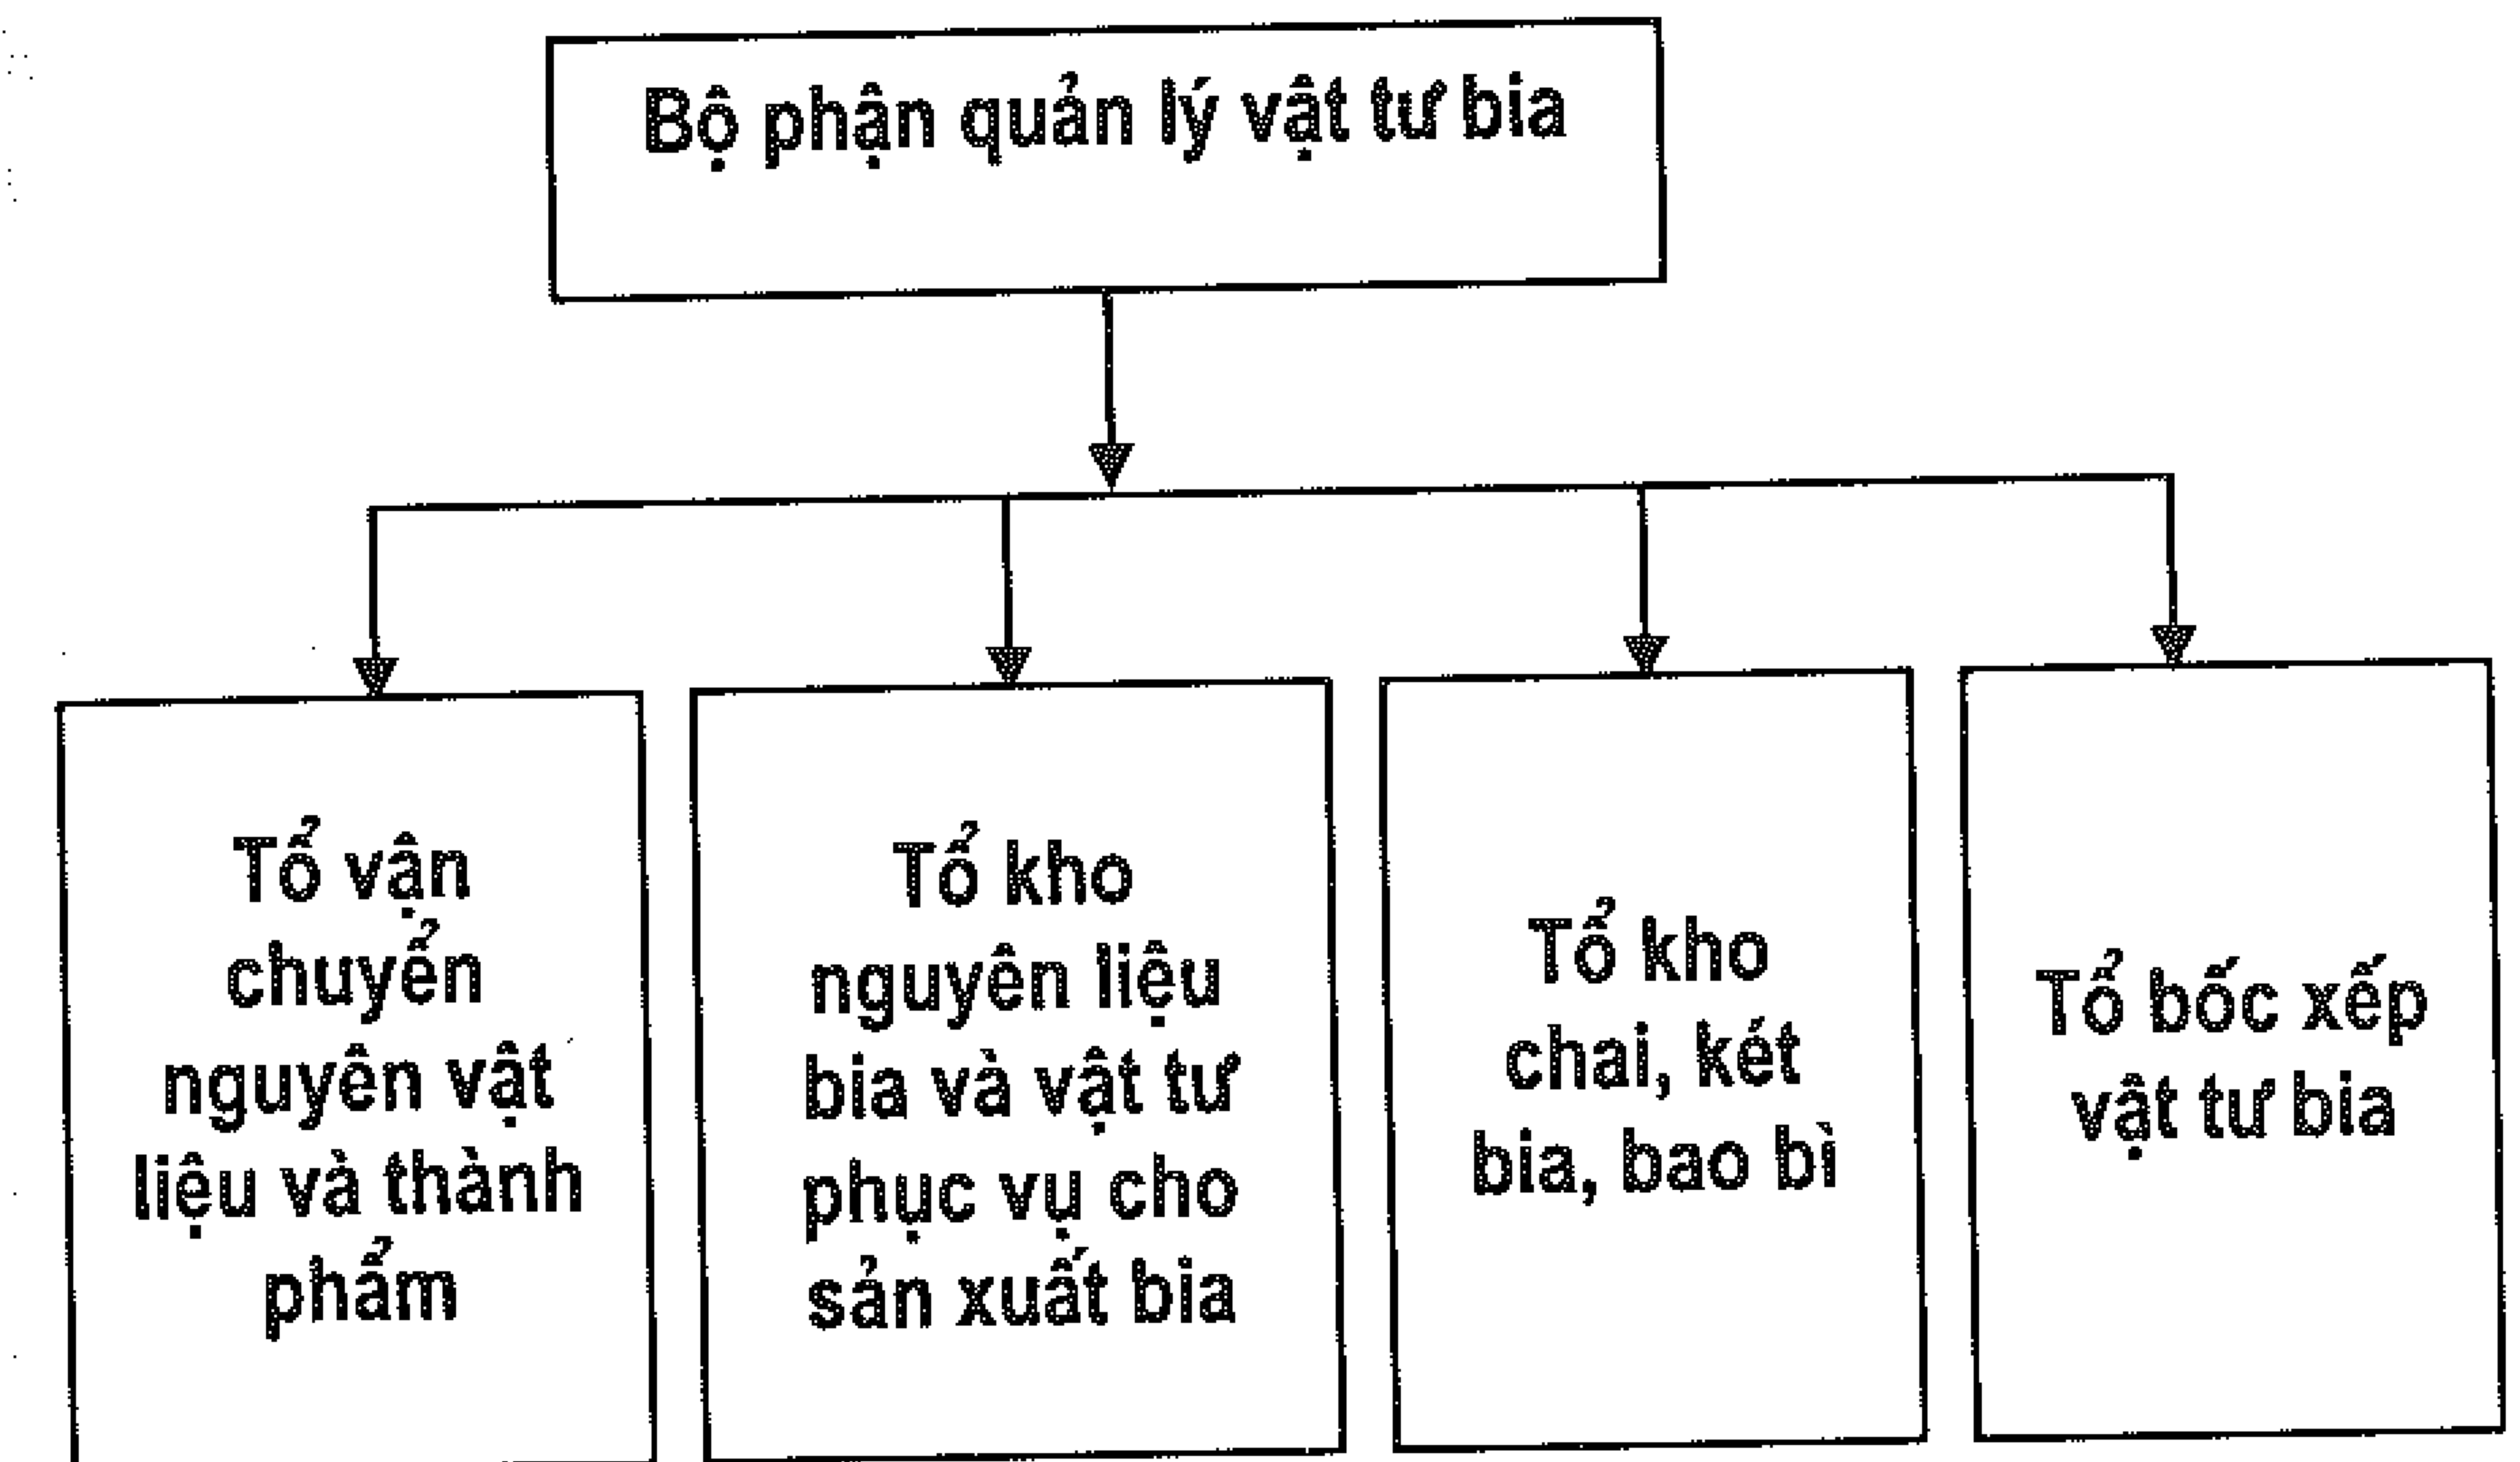 Bộ phận quản lý vật tư bia
Tổ vận
chuyển
nguyên vật
liệu và thành
phẩm
Tổ kho
nguyên liệu
bia và vật tư
phục vụ cho
sản xuất bia
Tổ kho
chai, két
bia, bao bì
Tổ bốc xếp
vật tư bia